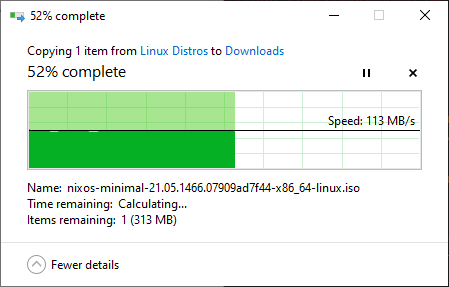 52% complete
Copying 1 item from Linux Distros to Downloads
52% complete
Speed: 113 MB/s
Name: nixos-minimal-21.05.1466.07909ad7f44-x86_64-linux.iso
Time remaining: Calculating...
Items remaining: 1 (313 MB)
Fewer details